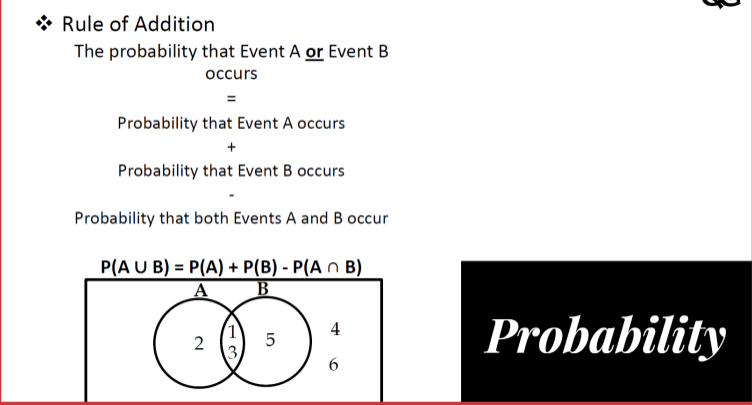 ❖ Rule of Addition
The probability that Event A or Event B
occurs
=
Probability that Event A occurs
+
Probability that Event B occurs
-
Probability that both Events A and B occur
P(A ∪ B) = P(A) + P(B) - P(A ∩ B)
A B
2 1 3 5 4 6
Probability